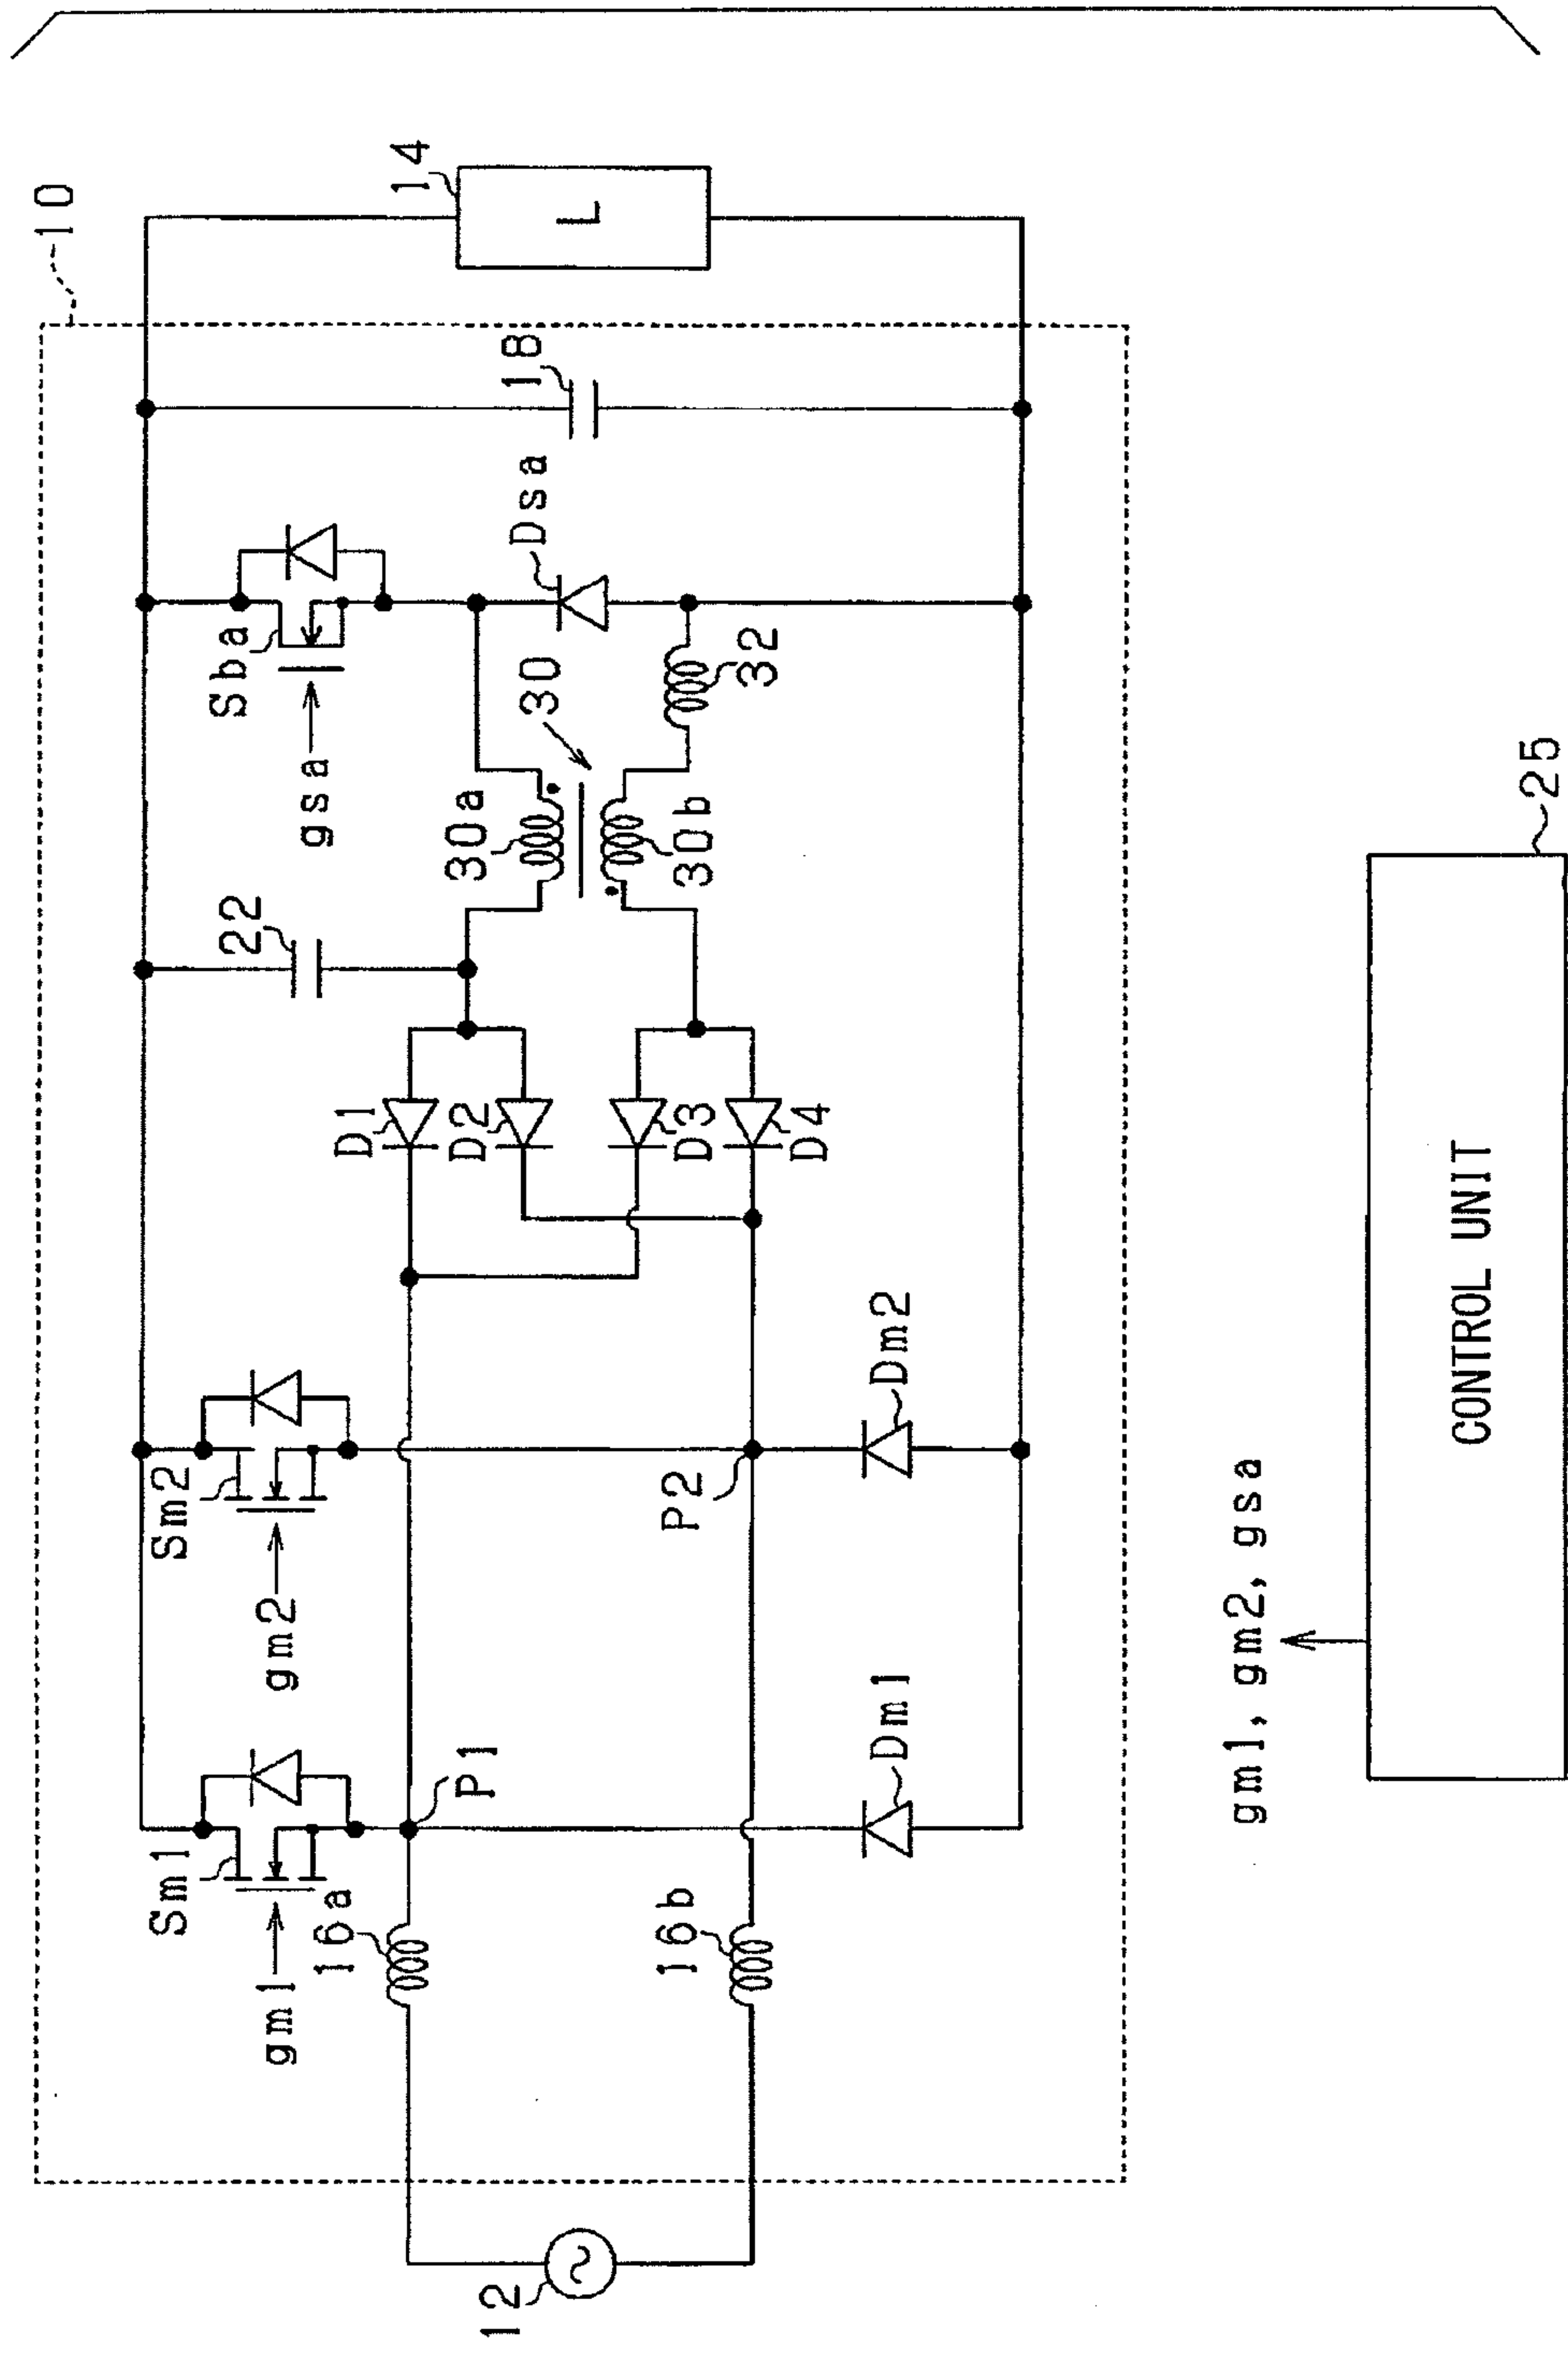 10
14
L
18
Dsa
Sba
gsa
30
32
30a
30b
22
D1
D2
D3
D4
Sm2
gm2
P2
Dm2
Sm1
gm1
16a
P1
16b
Dm1
12
gm1, gm2, gsa
CONTROL UNIT
25